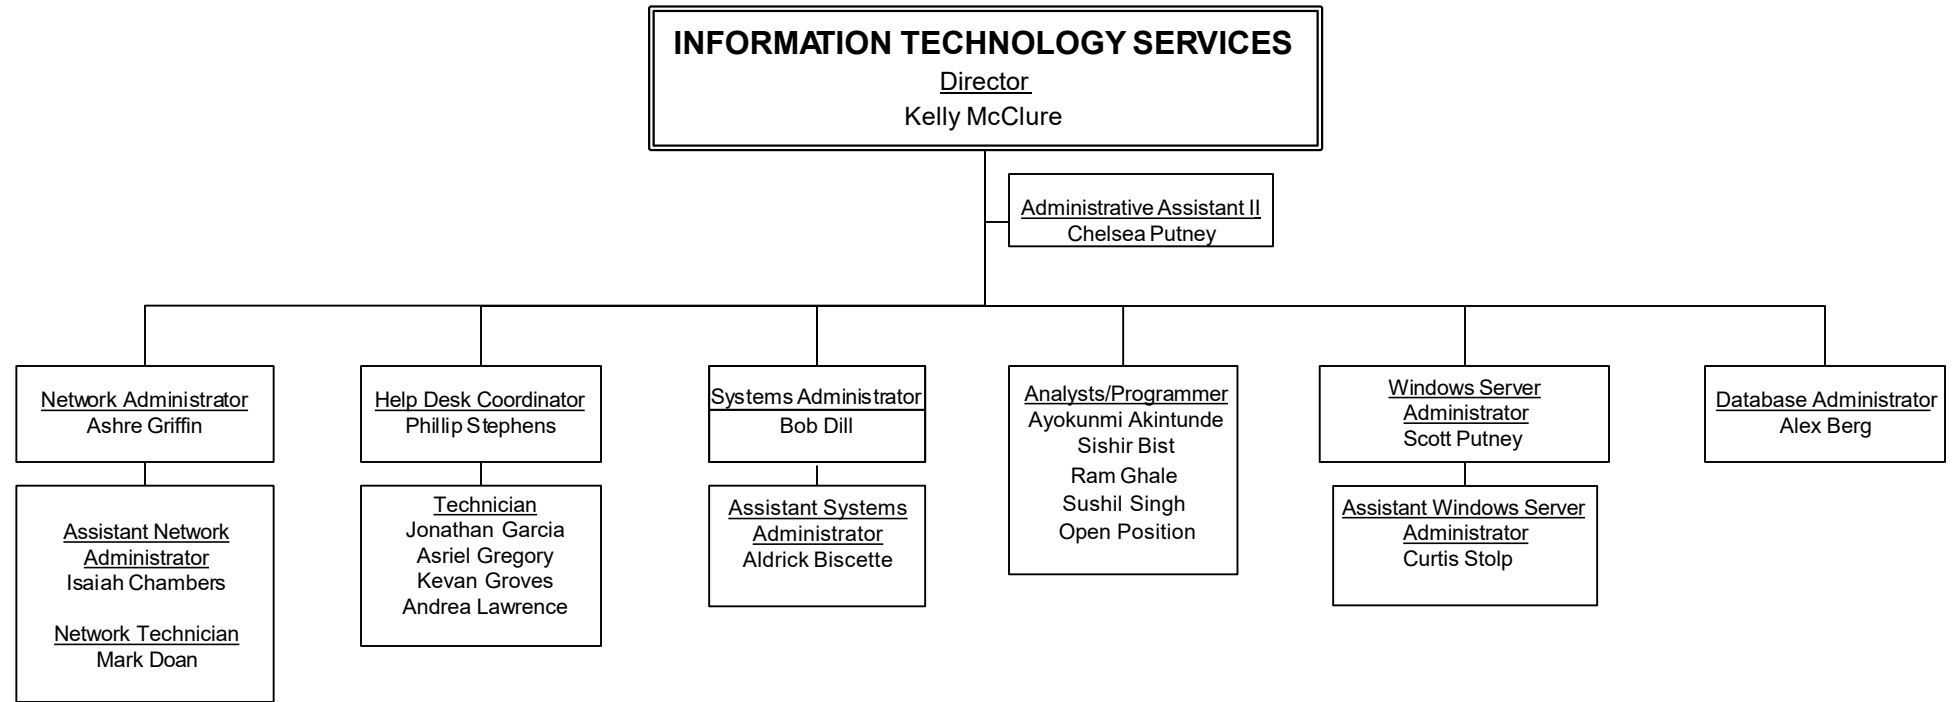 INFORMATION TECHNOLOGY SERVICES
Director
Kelly McClure
Administrative Assistant II
Chelsea Putney
Network Administrator
Ashre Griffin
Help Desk Coordinator
Phillip Stephens
Systems Administrator
Bob Dill
Analysts/Programmer
Ayokunmi Akintunde
Sishir Bist
Ram Ghale
Sushil Singh
Open Position
Windows Server
Administrator
Scott Putney
Database Administrator
Alex Berg
Assistant Network
Administrator
Isaiah Chambers
Network Technician
Mark Doan
Technician
Jonathan Garcia
Asriel Gregory
Kevan Groves
Andrea Lawrence
Assistant Systems
Administrator
Aldrick Biscette
Assistant Windows Server
Administrator
Curtis Stolp